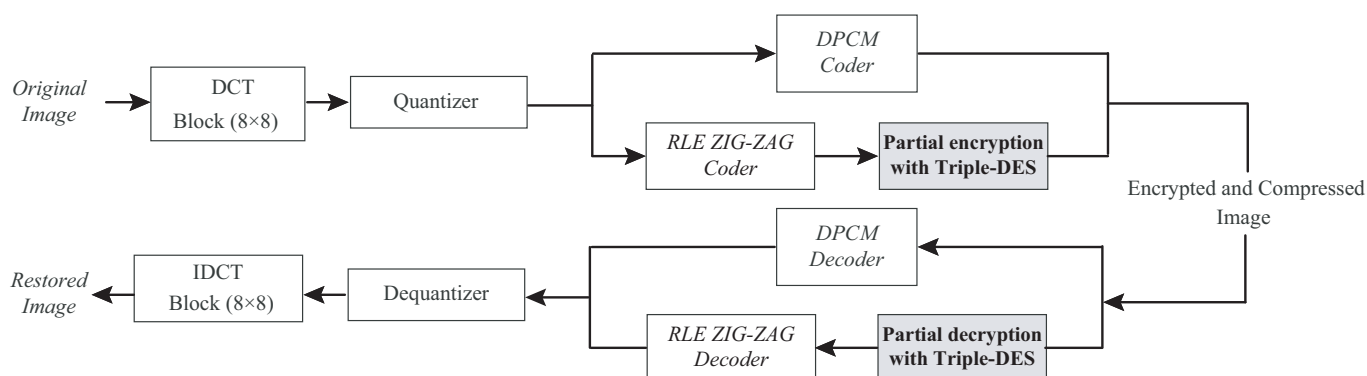 Original
Image
DCT
Block (8×8)
Quantizer
DPCM
Coder
RLE ZIG-ZAG
Coder
Partial encryption
with Triple-DES
Encrypted and Compressed
Image
DPCM
Decoder
Partial decryption
with Triple-DES
RLE ZIG-ZAG
Decoder
Dequantizer
IDCT
Block (8×8)
Restored
Image